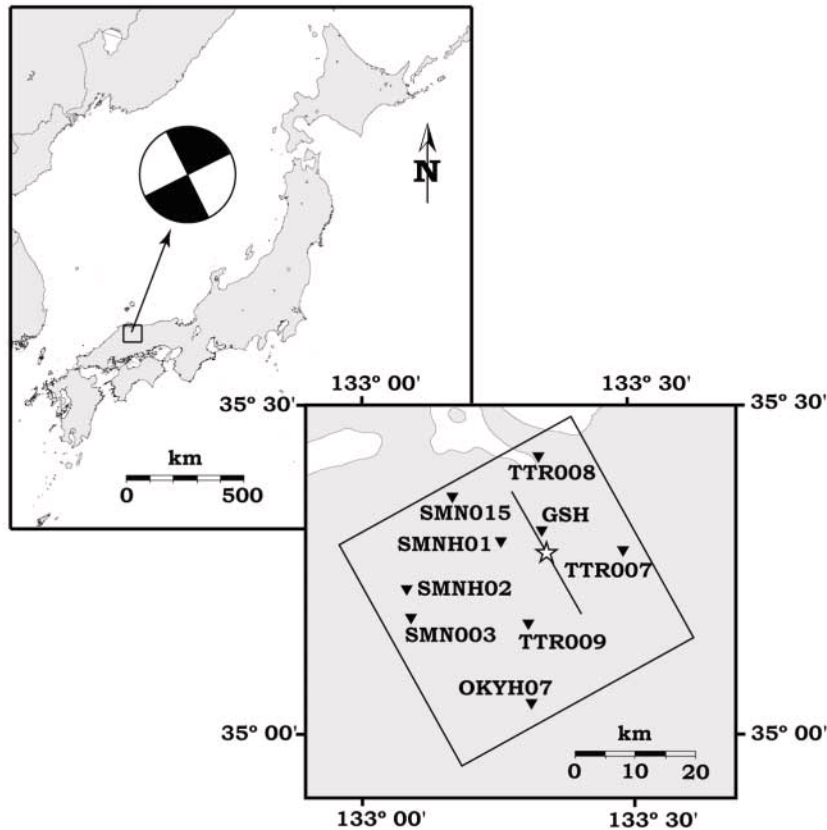 N
km
0 500
133° 00' 133° 30'
35° 30' 35° 30'
TTR008
SMN015 GSH
SMNH01
TTR007
SMNH02
SMN003 TTR009
OKYH07
km
35° 00' 35° 00'
0 10 20
133° 00' 133° 30'